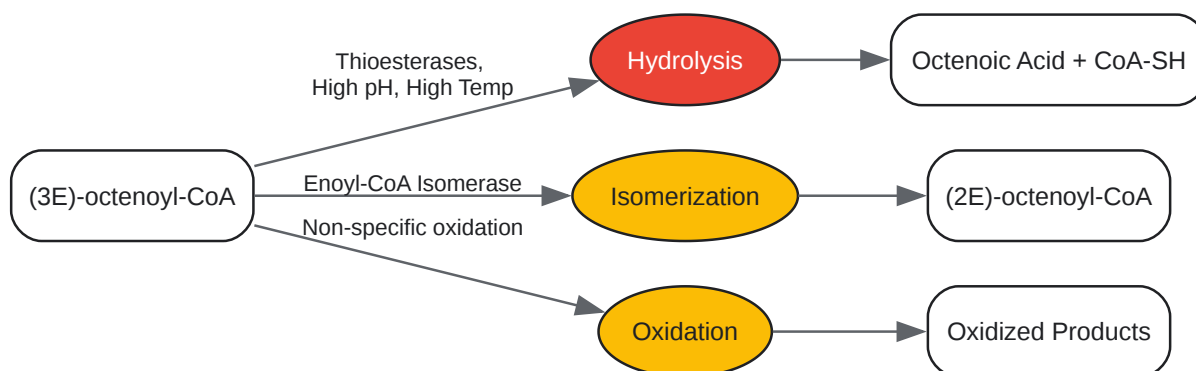 Thioesterases,
High pH, High Temp
Hydrolysis
Octenoic Acid + CoA-SH
(3E)-octenoyl-CoA
Enoyl-CoA Isomerase
Isomerization
(2E)-octenoyl-CoA
Non-specific oxidation
Oxidation
Oxidized Products